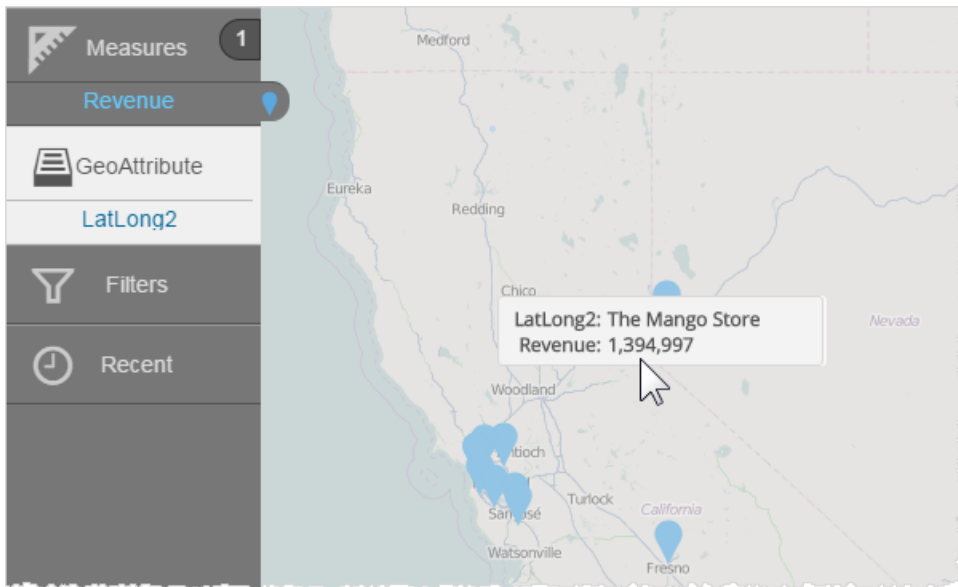 Measures
1
Revenue
GeoAttribute
LatLong2
Filters
Recent
Medford
Eureka
Redding
Chico
LatLong2: The Mango Store
Revenue: 1,394,997
Nevada
Woodland
Turlock
California
Watsonville
Fresno